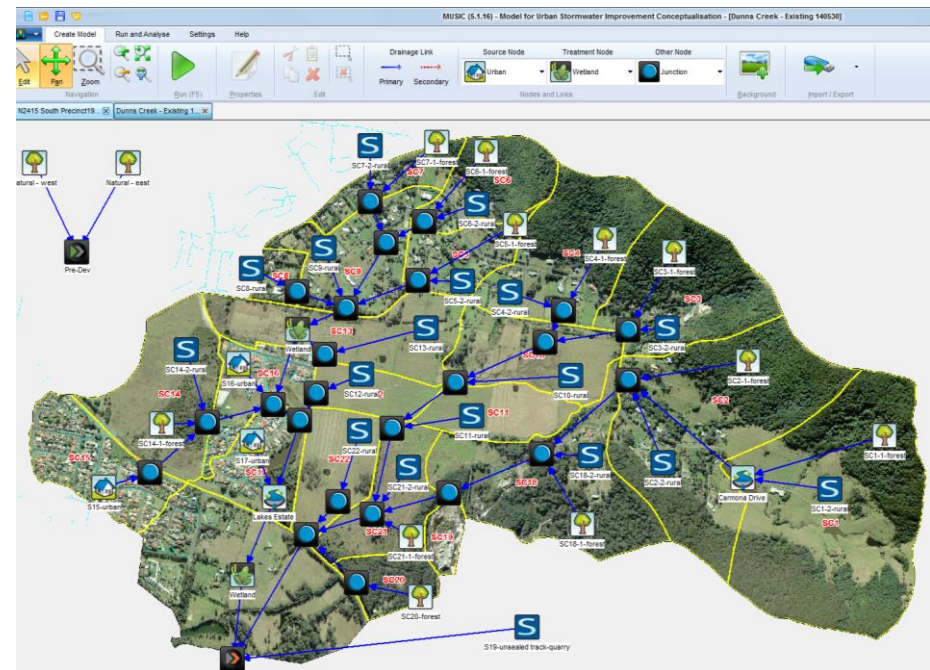 MUSIC (5.1.16) - Model for Urban Stormwater Improvement Conceptualisation - [Dunns Creek - Existing 140530]
Create Model Run and Analyse Settings Help
Edit Pan Zoom
Navigation
Run (F5)
Properties
Edit
Drainage Link
Primary Secondary
Source Node
Urban
Treatment Node
Wetland
Other Node
Junction
Nodes and Links
Background
Import / Export
N2415 South Precinct19...
Dunns Creek - Existing 1...
atural - west
Natural - east
Pre-Dev
SC7-2-rural
SC7-1-forest
SC7
SC6-1-forest
SC6
SC6-2-rural
SC5-1-forest
SC9-rural
SC9
SC8
SC8-rural
SC5-2-rural
SC4
SC4-1-forest
SC4-2-rural
SC3-1-forest
SC3
SC3-2-rural
SC13
Wetland
SC13-rural
SC14-2-rural
S16-urban
SC16
SC14
SC12-rural
SC10-rural
SC2-1-forest
SC2
SC11
SC11-rural
SC14-1-forest
S17-urban
SC22-rural
SC22
SC15
S15-urban
SC21-2-rural
SC18
SC18-2-rural
SC2-2-rural
SC1-1-forest
Carmona Drive
SC1-2-rural
SC1
Lakes Estate
SC21
SC21-1-forest
SC19
SC18-1-forest
Wetland
SC20
SC20-forest
S19-unsealed track-quarry